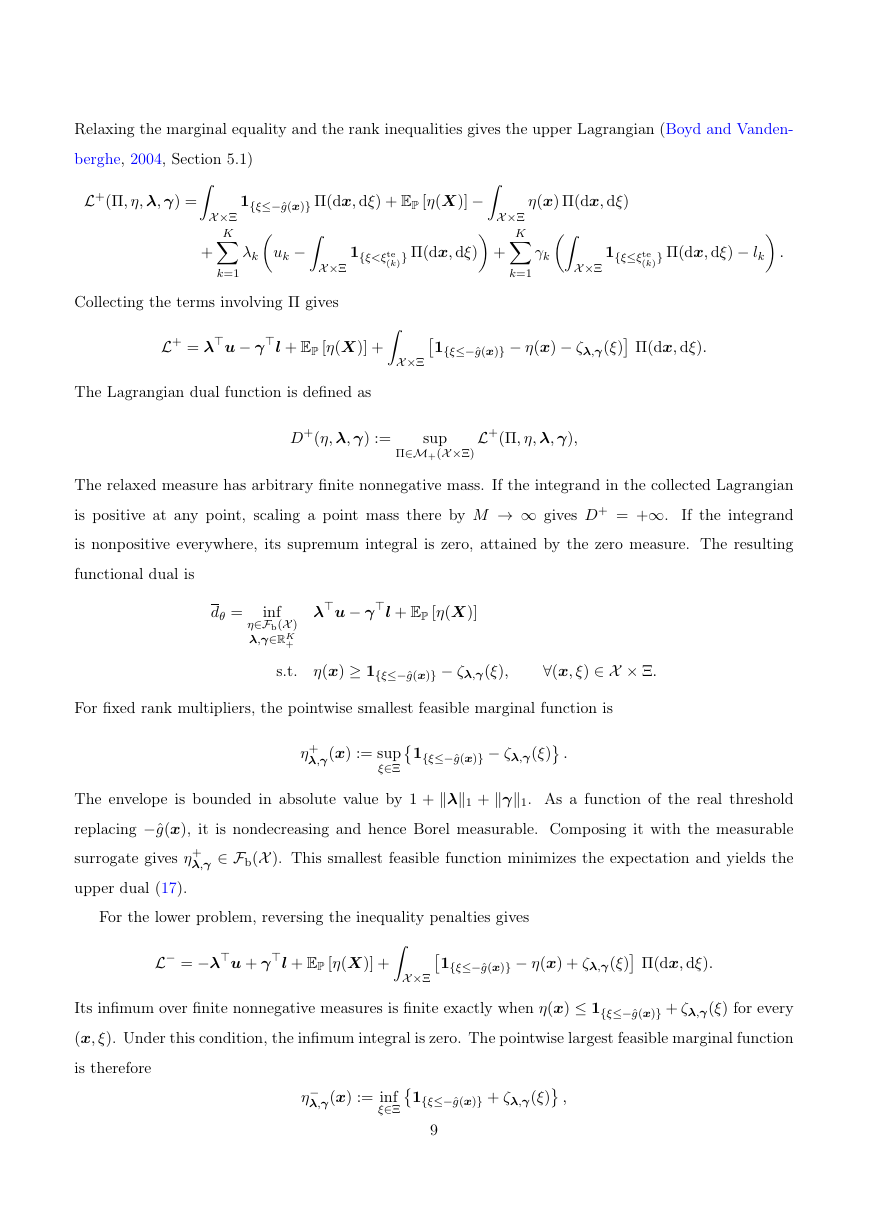 Relaxing the marginal equality and the rank inequalities gives the upper Lagrangian (Boyd and Vanden-
berghe, 2004, Section 5.1)
ℒ⁺(Π, η, λ, γ) = ∫_{𝒳×Ξ} 1_{{ξ≤−ĝ(x)}} Π(dx, dξ) + 𝔼_ℙ [η(X)] − ∫_{𝒳×Ξ} η(x) Π(dx, dξ)
+ ∑_{k=1}^{K} λ_k ( u_k − ∫_{𝒳×Ξ} 1_{{ξ<ξ^{te}_{(k)}}} Π(dx, dξ) ) + ∑_{k=1}^{K} γ_k ( ∫_{𝒳×Ξ} 1_{{ξ≤ξ^{te}_{(k)}}} Π(dx, dξ) − l_k ) .
Collecting the terms involving Π gives
ℒ⁺ = λ^⊤u − γ^⊤l + 𝔼_ℙ [η(X)] + ∫_{𝒳×Ξ} [1_{{ξ≤−ĝ(x)}} − η(x) − ζ_{λ,γ}(ξ)] Π(dx, dξ).
The Lagrangian dual function is defined as
D⁺(η, λ, γ) := sup_{Π∈ℳ₊(𝒳×Ξ)} ℒ⁺(Π, η, λ, γ),
The relaxed measure has arbitrary finite nonnegative mass. If the integrand in the collected Lagrangian
is positive at any point, scaling a point mass there by M → ∞ gives D⁺ = +∞. If the integrand
is nonpositive everywhere, its supremum integral is zero, attained by the zero measure. The resulting
functional dual is
d̅_θ = inf_{η∈ℱ_b(𝒳), λ,γ∈ℝ₊^K} λ^⊤u − γ^⊤l + 𝔼_ℙ [η(X)]
s.t. η(x) ≥ 1_{{ξ≤−ĝ(x)}} − ζ_{λ,γ}(ξ), ∀(x, ξ) ∈ 𝒳 × Ξ.
For fixed rank multipliers, the pointwise smallest feasible marginal function is
η⁺_{λ,γ}(x) := sup_{ξ∈Ξ} {1_{{ξ≤−ĝ(x)}} − ζ_{λ,γ}(ξ)} .
The envelope is bounded in absolute value by 1 + ‖λ‖₁ + ‖γ‖₁. As a function of the real threshold
replacing −ĝ(x), it is nondecreasing and hence Borel measurable. Composing it with the measurable
surrogate gives η⁺_{λ,γ} ∈ ℱ_b(𝒳). This smallest feasible function minimizes the expectation and yields the
upper dual (17).
For the lower problem, reversing the inequality penalties gives
ℒ⁻ = −λ^⊤u + γ^⊤l + 𝔼_ℙ [η(X)] + ∫_{𝒳×Ξ} [1_{{ξ≤−ĝ(x)}} − η(x) + ζ_{λ,γ}(ξ)] Π(dx, dξ).
Its infimum over finite nonnegative measures is finite exactly when η(x) ≤ 1_{{ξ≤−ĝ(x)}} + ζ_{λ,γ}(ξ) for every
(x, ξ). Under this condition, the infimum integral is zero. The pointwise largest feasible marginal function
is therefore
η⁻_{λ,γ}(x) := inf_{ξ∈Ξ} {1_{{ξ≤−ĝ(x)}} + ζ_{λ,γ}(ξ)} ,
9